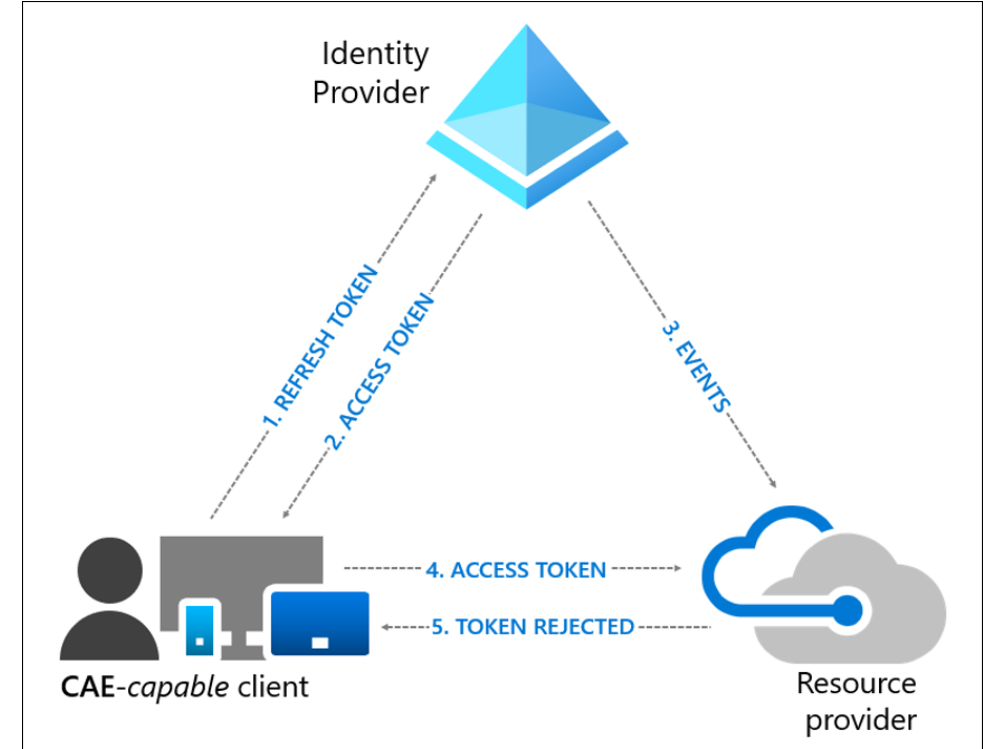 Identity
Provider
1. REFRESH TOKEN
2. ACCESS TOKEN
3. EVENTS
4. ACCESS TOKEN
5. TOKEN REJECTED
CAE-capable client
Resource
provider